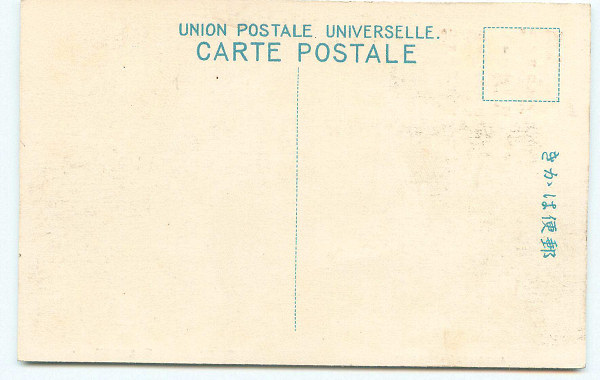 UNION POSTALE UNIVERSELLE.
CARTE POSTALE
きかは便郵